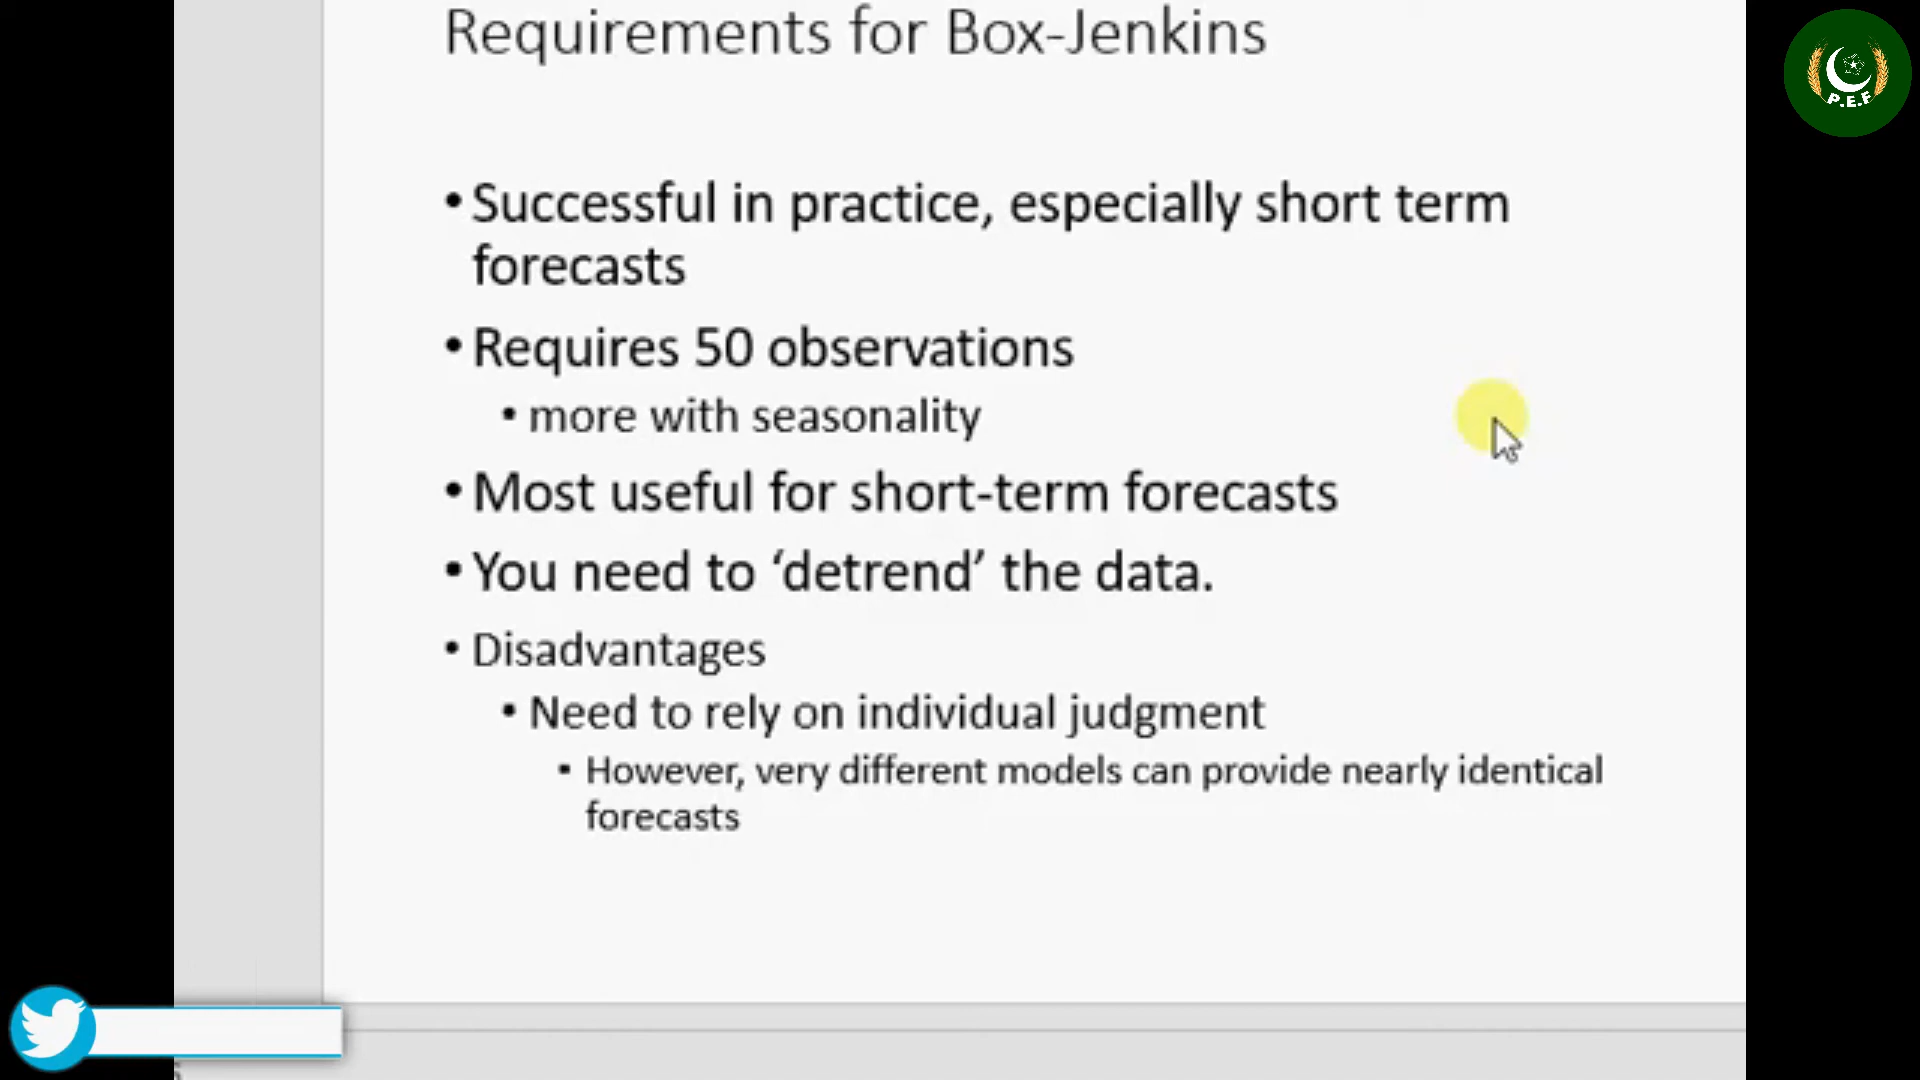 Requirements for Box-Jenkins
P.E.F
• Successful in practice, especially short term
forecasts
• Requires 50 observations
• more with seasonality
• Most useful for short-term forecasts
• You need to ‘detrend’ the data.
• Disadvantages
• Need to rely on individual judgment
• However, very different models can provide nearly identical
forecasts